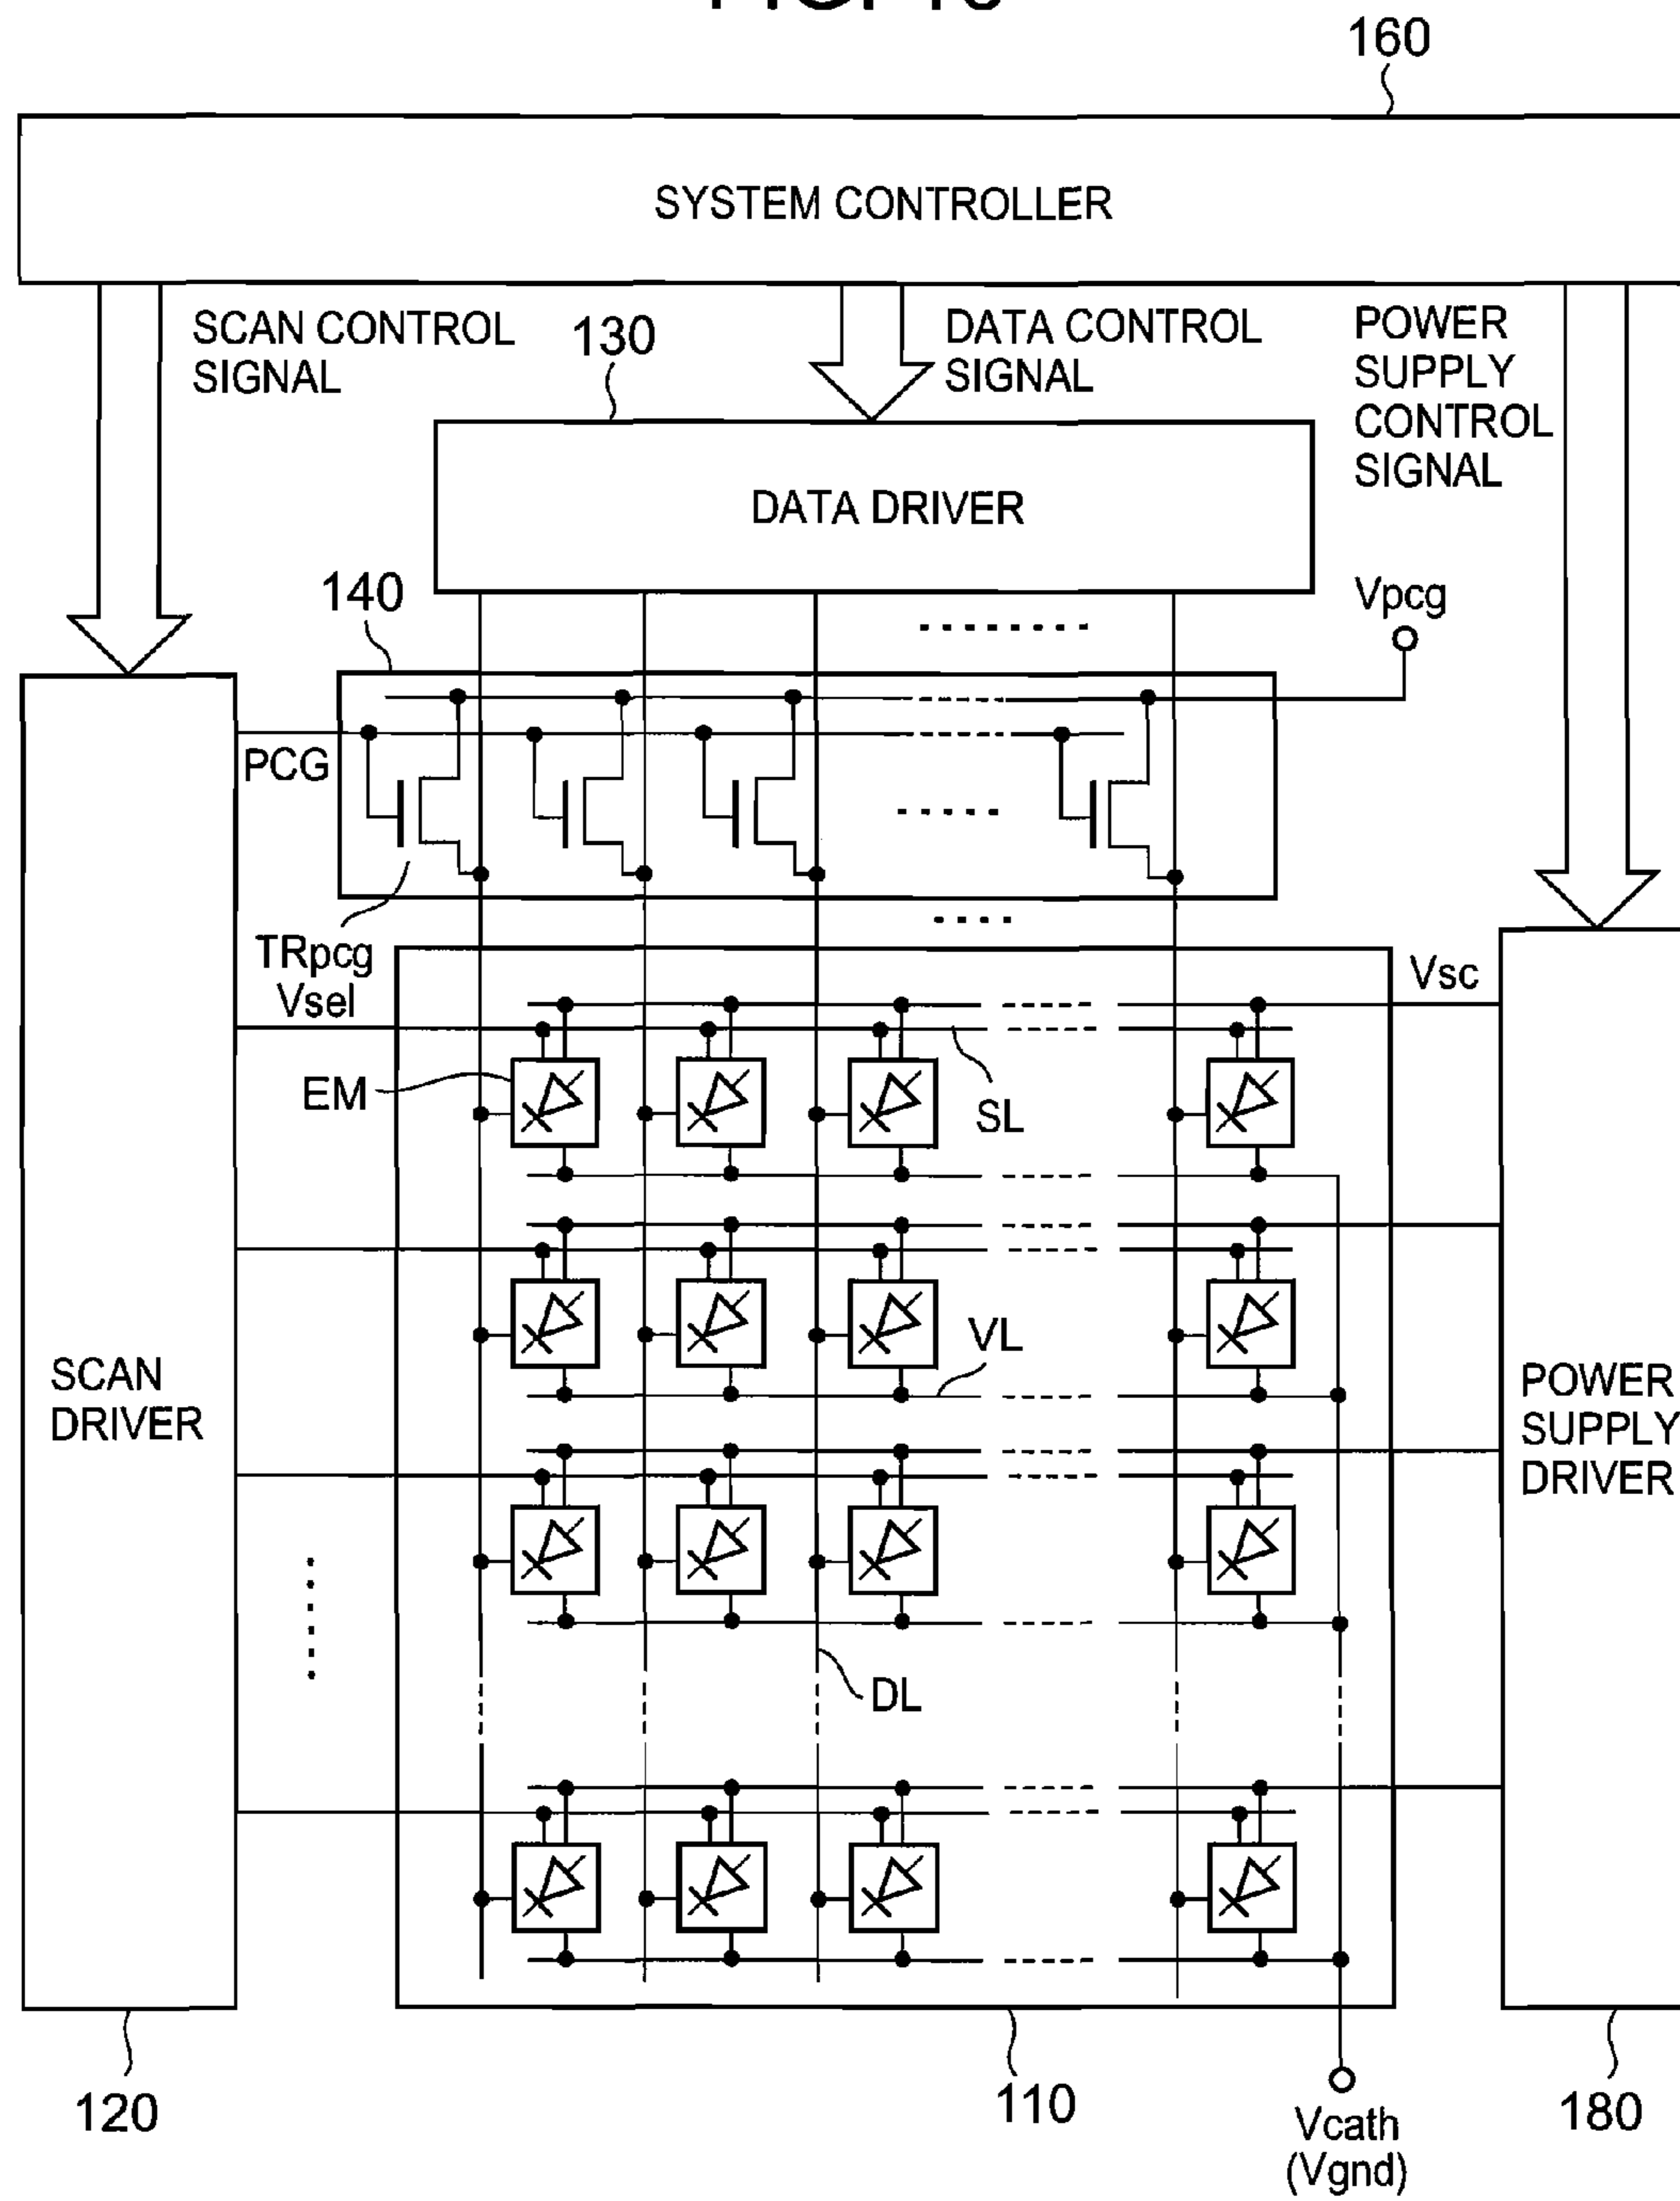 160
SYSTEM CONTROLLER
SCAN CONTROL
SIGNAL
130
DATA CONTROL
SIGNAL
POWER
SUPPLY
CONTROL
SIGNAL
DATA DRIVER
140
Vpcg
PCG
TRpcg
Vsel
Vsc
EM
SL
VL
SCAN
DRIVER
POWER
SUPPLY
DRIVER
DL
120
110
180
Vcath
(Vgnd)